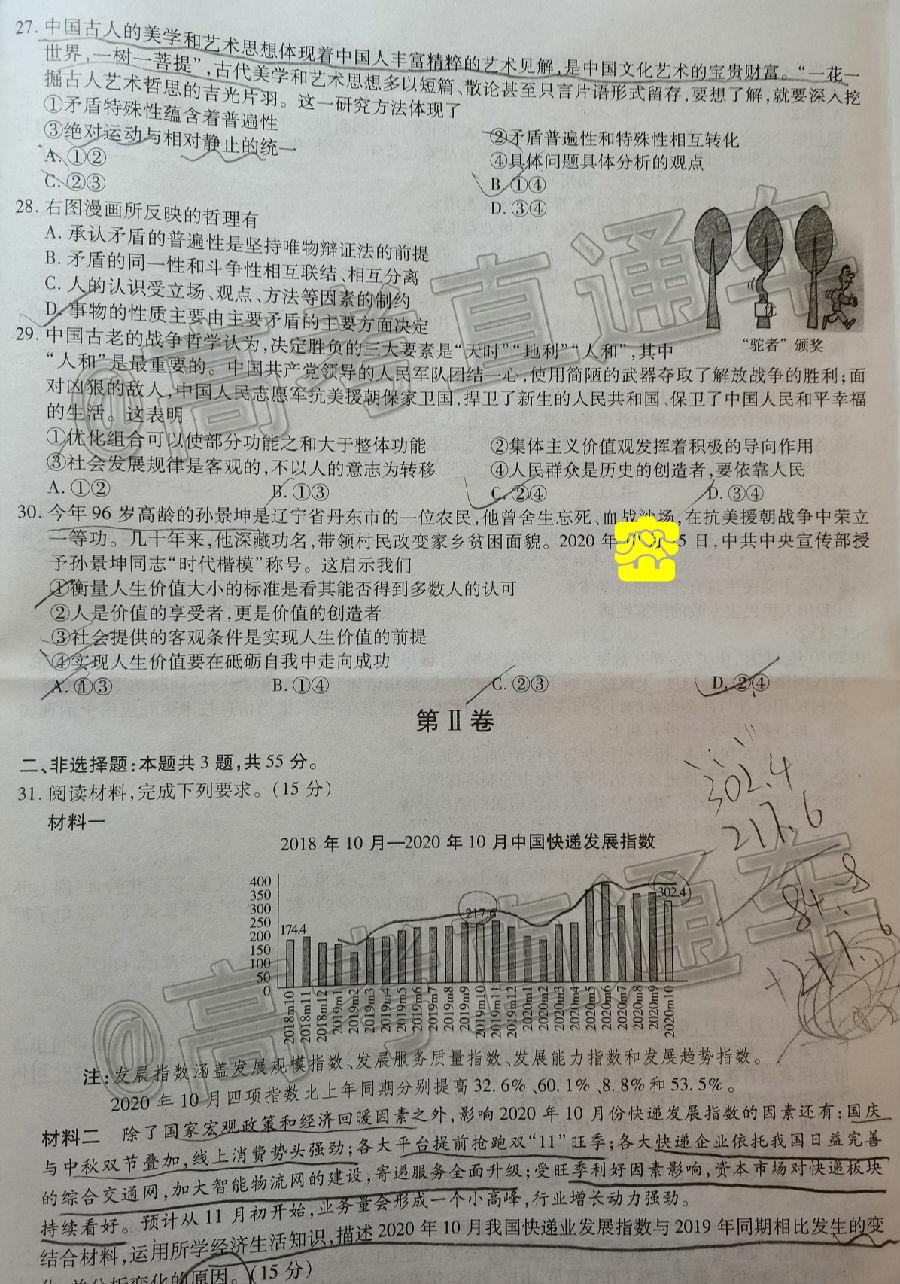 27. 中国古人的美学和艺术思想体现着中国人丰富精粹的艺术见解,是中国文化艺术的宝贵财富。“一花一
世界,一树一菩提”,古代美学和艺术思想多以短篇、散论甚至只言片语形式留存,要想了解,就要深入挖
掘古人艺术哲思的吉光片羽。这一研究方法体现了
①矛盾特殊性蕴含着普遍性
②矛盾普遍性和特殊性相互转化
③绝对运动与相对静止的统一
④具体问题具体分析的观点
A. ①② B. ①④
C. ②③ D. ③④
28. 右图漫画所反映的哲理有
A. 承认矛盾的普遍性是坚持唯物辩证法的前提
B. 矛盾的同一性和斗争性相互联结、相互分离
C. 人的认识受立场、观点、方法等因素的制约
D. 事物的性质主要由主要矛盾的主要方面决定
“驼者”颁奖
29. 中国古老的战争哲学认为,决定胜负的三大要素是“天时”“地利”“人和”,其中
“人和”是最重要的。中国共产党领导的人民军队团结一心,使用简陋的武器夺取了解放战争的胜利;面
对凶狠的敌人,中国人民志愿军抗美援朝保家卫国,捍卫了新生的人民共和国、保卫了中国人民和平幸福
的生活。这表明
①优化组合可以使部分功能之和大于整体功能 ②集体主义价值观发挥着积极的导向作用
③社会发展规律是客观的,不以人的意志为转移 ④人民群众是历史的创造者,要依靠人民
A. ①② B. ①③ C. ②④ D. ③④
30. 今年 96 岁高龄的孙景坤是辽宁省丹东市的一位农民,他曾舍生忘死、血战沙场,在抗美援朝战争中荣立
一等功。几十年来,他深藏功名,带领村民改变家乡贫困面貌。2020 年 5 日,中共中央宣传部授
予孙景坤同志“时代楷模”称号。这启示我们
①衡量人生价值大小的标准是看其能否得到多数人的认可
②人是价值的享受者,更是价值的创造者
③社会提供的客观条件是实现人生价值的前提
④实现人生价值要在砥砺自我中走向成功
A. ①③ B. ①④ C. ②③ D. ②④
第Ⅱ卷
二、非选择题:本题共 3 题,共 55 分。
31. 阅读材料,完成下列要求。(15 分)
材料一
2018 年 10 月—2020 年 10 月中国快递发展指数
400
350
300
250
200
150
100
50
0
174.4
217.6
302.4
2018m10
2018m11
2018m12
2019m1
2019m2
2019m3
2019m4
2019m5
2019m6
2019m7
2019m8
2019m9
2019m10
2019m11
2019m12
2020m1
2020m2
2020m3
2020m4
2020m5
2020m6
2020m7
2020m8
2020m9
2020m10
302.4
217.6
84.8
注:发展指数涵盖发展规模指数、发展服务质量指数、发展能力指数和发展趋势指数。
2020 年 10 月四项指数比上年同期分别提高 32.6%、60.1%、8.8%和 53.5%。
材料二 除了国家宏观政策和经济回暖因素之外,影响 2020 年 10 月份快递发展指数的因素还有:国庆
与中秋双节叠加,线上消费势头强劲;各大平台提前抢跑双“11”旺季;各大快递企业依托我国日益完善
的综合交通网,加大智能物流网的建设,寄递服务全面升级;受旺季利好因素影响,资本市场对快递板块
持续看好。预计从 11 月初开始,业务量会形成一个小高峰,行业增长动力强劲。
结合材料,运用所学经济生活知识,描述 2020 年 10 月我国快递业发展指数与 2019 年同期相比发生的变
化,并分析变化的原因。(15 分)
@高考直通车
@高考直通车